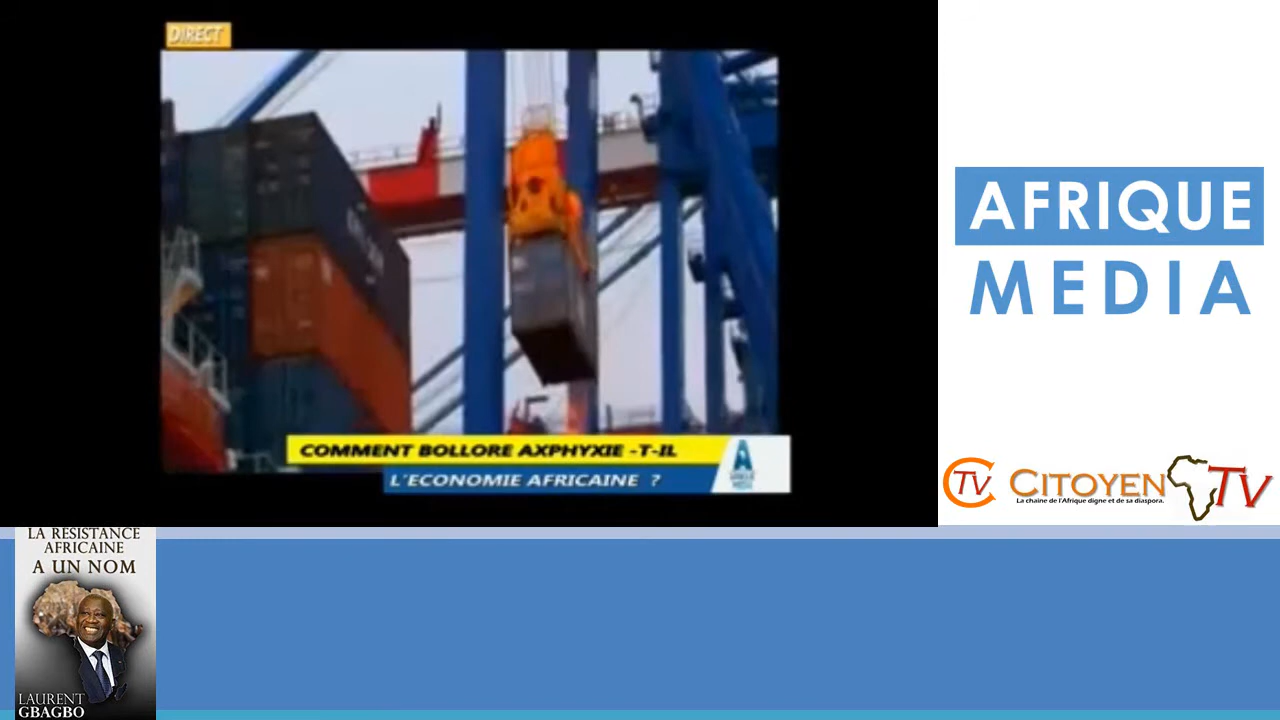 DIRECT
COMMENT BOLLORE AXPHYXIE -T-IL
L'ECONOMIE AFRICAINE ?
A
AFRIQUE
MEDIA
TV
CITOYEN TV
La chaine de l'Afrique digne et de sa diaspora.
LA RESISTANCE
AFRICAINE
A UN NOM
LAURENT
GBAGBO